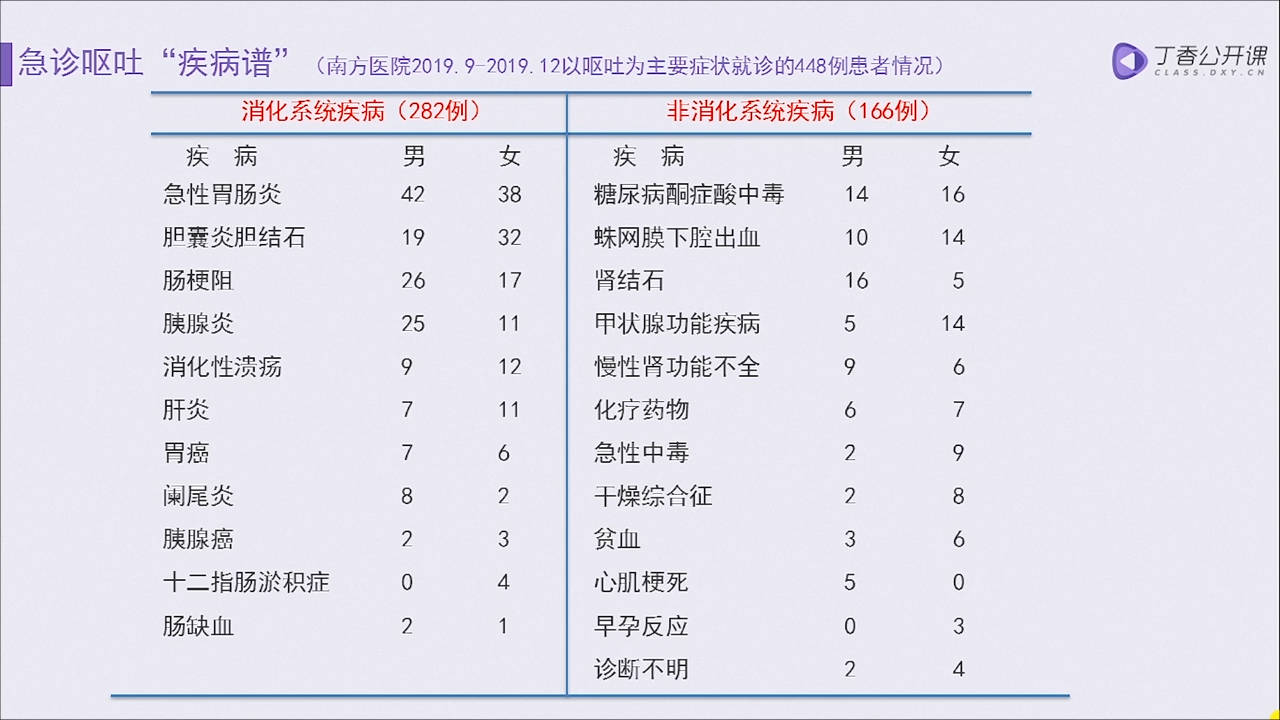 急诊呕吐“疾病谱”（南方医院2019.9-2019.12以呕吐为主要症状就诊的448例患者情况）
丁香公开课
CLASS.DXY.CN
消化系统疾病（282例） 非消化系统疾病（166例）
疾 病 男 女 疾 病 男 女
急性胃肠炎 42 38 糖尿病酮症酸中毒 14 16
胆囊炎胆结石 19 32 蛛网膜下腔出血 10 14
肠梗阻 26 17 肾结石 16 5
胰腺炎 25 11 甲状腺功能疾病 5 14
消化性溃疡 9 12 慢性肾功能不全 9 6
肝炎 7 11 化疗药物 6 7
胃癌 7 6 急性中毒 2 9
阑尾炎 8 2 干燥综合征 2 8
胰腺癌 2 3 贫血 3 6
十二指肠淤积症 0 4 心肌梗死 5 0
肠缺血 2 1 早孕反应 0 3
诊断不明 2 4